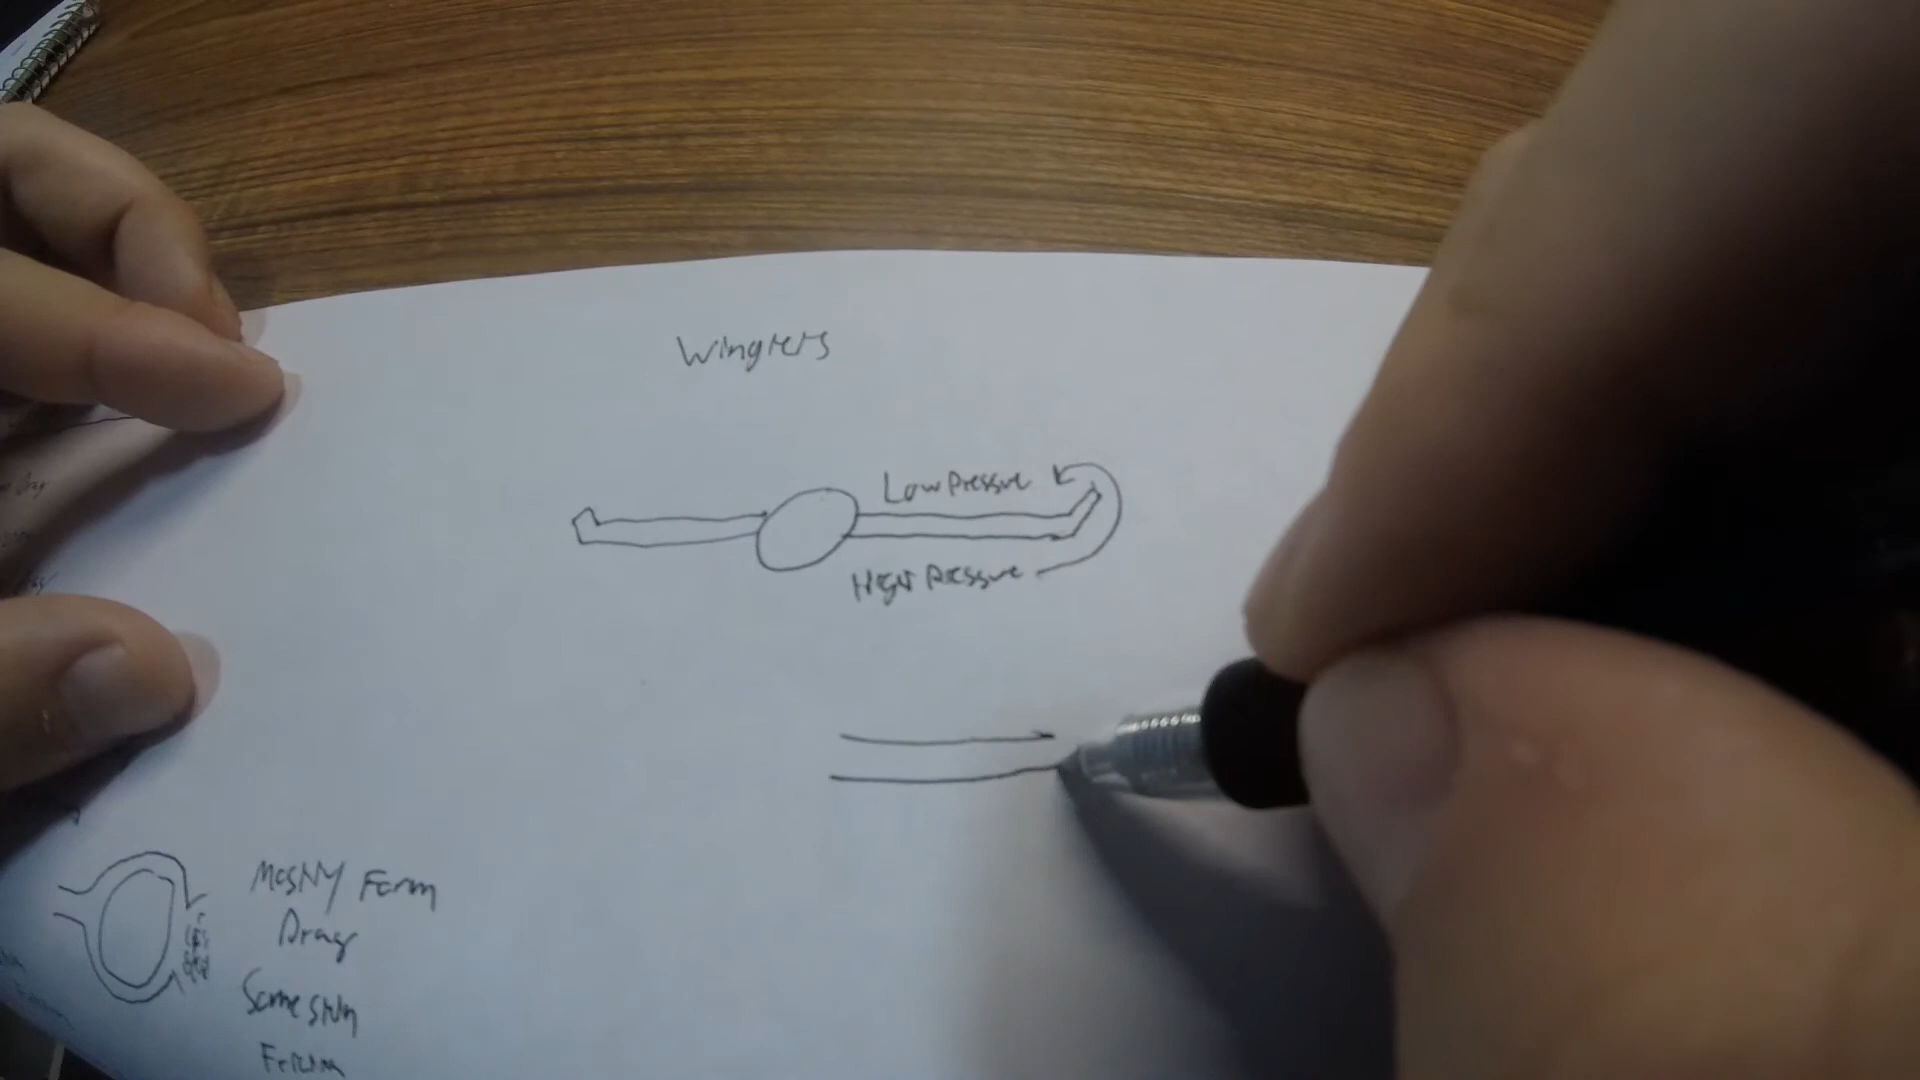 Winglets
Low Pressure
High Pressure
Mostly Form
Drag
Some skin
Friction